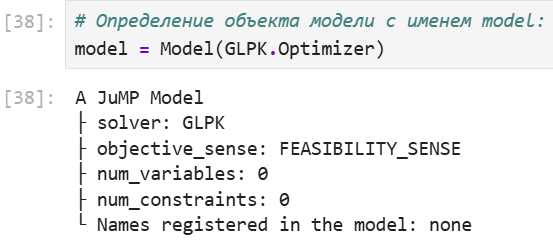 [38]: # Определение объекта модели с именем model:
model = Model(GLPK.Optimizer)
[38]: A JuMP Model
├ solver: GLPK
├ objective_sense: FEASIBILITY_SENSE
├ num_variables: 0
├ num_constraints: 0
└ Names registered in the model: none